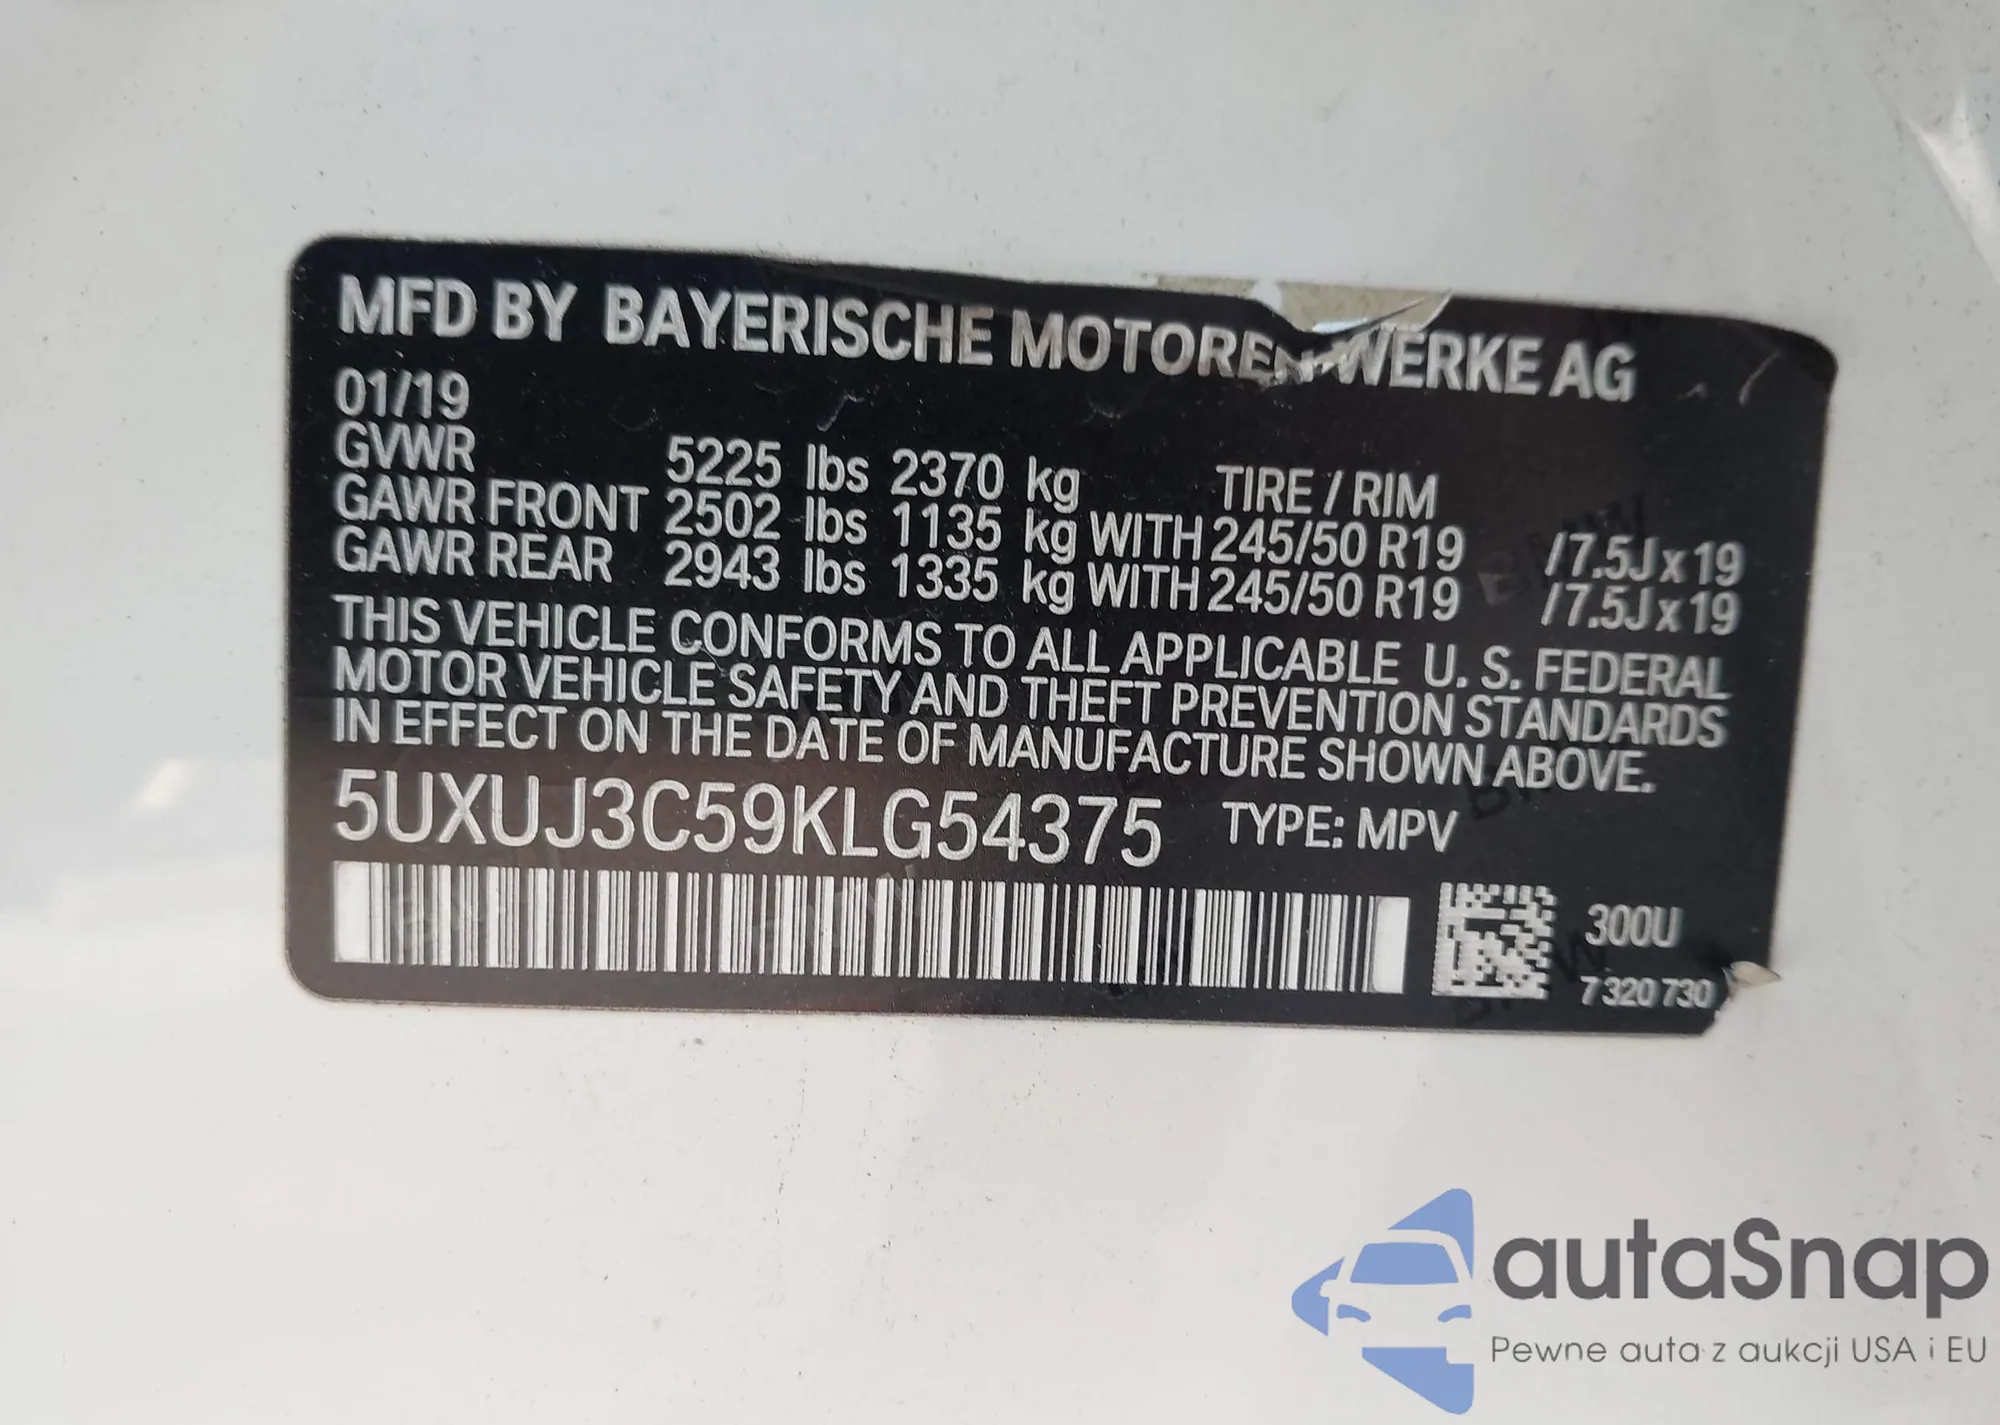 MFD BY BAYERISCHE MOTOREN WERKE AG
01/19
GVWR 5225 lbs 2370 kg TIRE / RIM
GAWR FRONT 2502 lbs 1135 kg WITH 245/50 R19 /7.5J x 19
GAWR REAR 2943 lbs 1335 kg WITH 245/50 R19 /7.5J x 19
THIS VEHICLE CONFORMS TO ALL APPLICABLE U. S. FEDERAL
MOTOR VEHICLE SAFETY AND THEFT PREVENTION STANDARDS
IN EFFECT ON THE DATE OF MANUFACTURE SHOWN ABOVE.
5UXUJ3C59KLG54375 TYPE: MPV
300U
7 320 730
autaSnap
Pewne auta z aukcji USA i EU